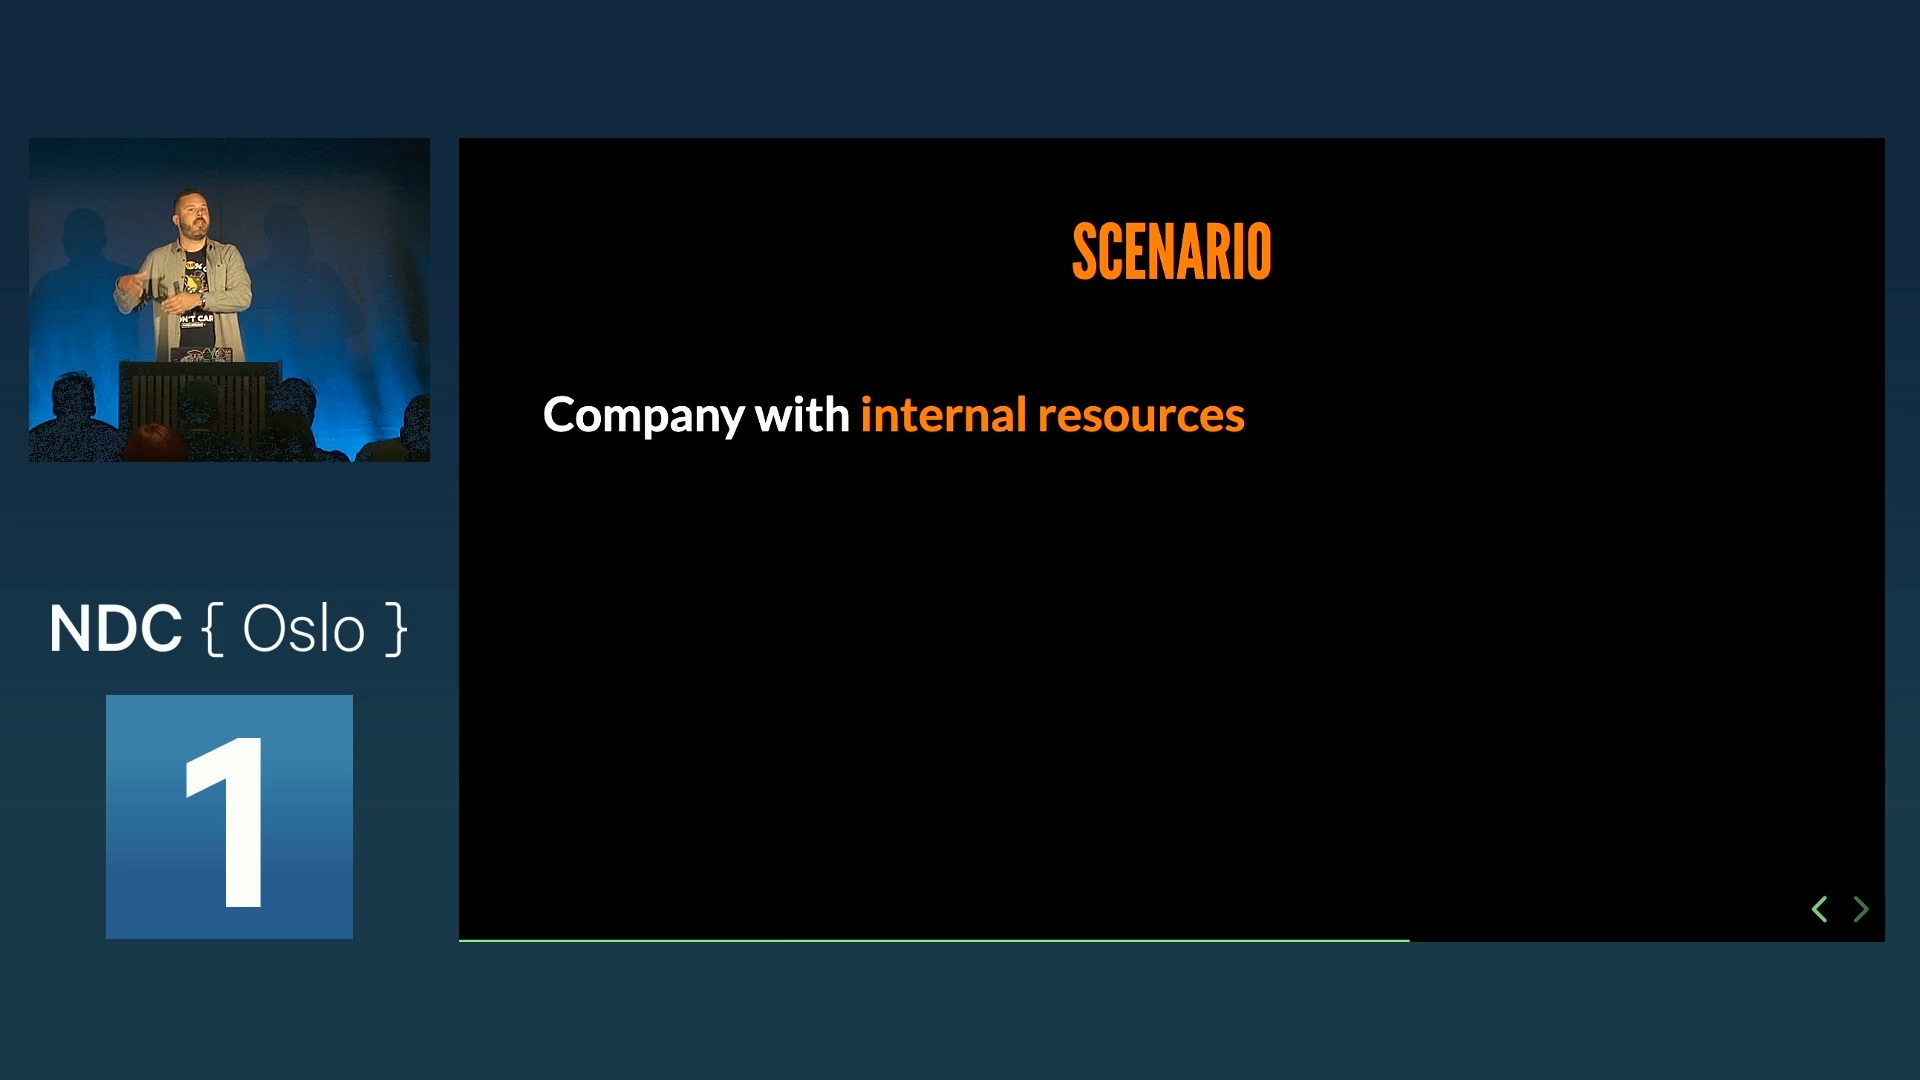 SCENARIO
Company with internal resources
NDC { Oslo }
1